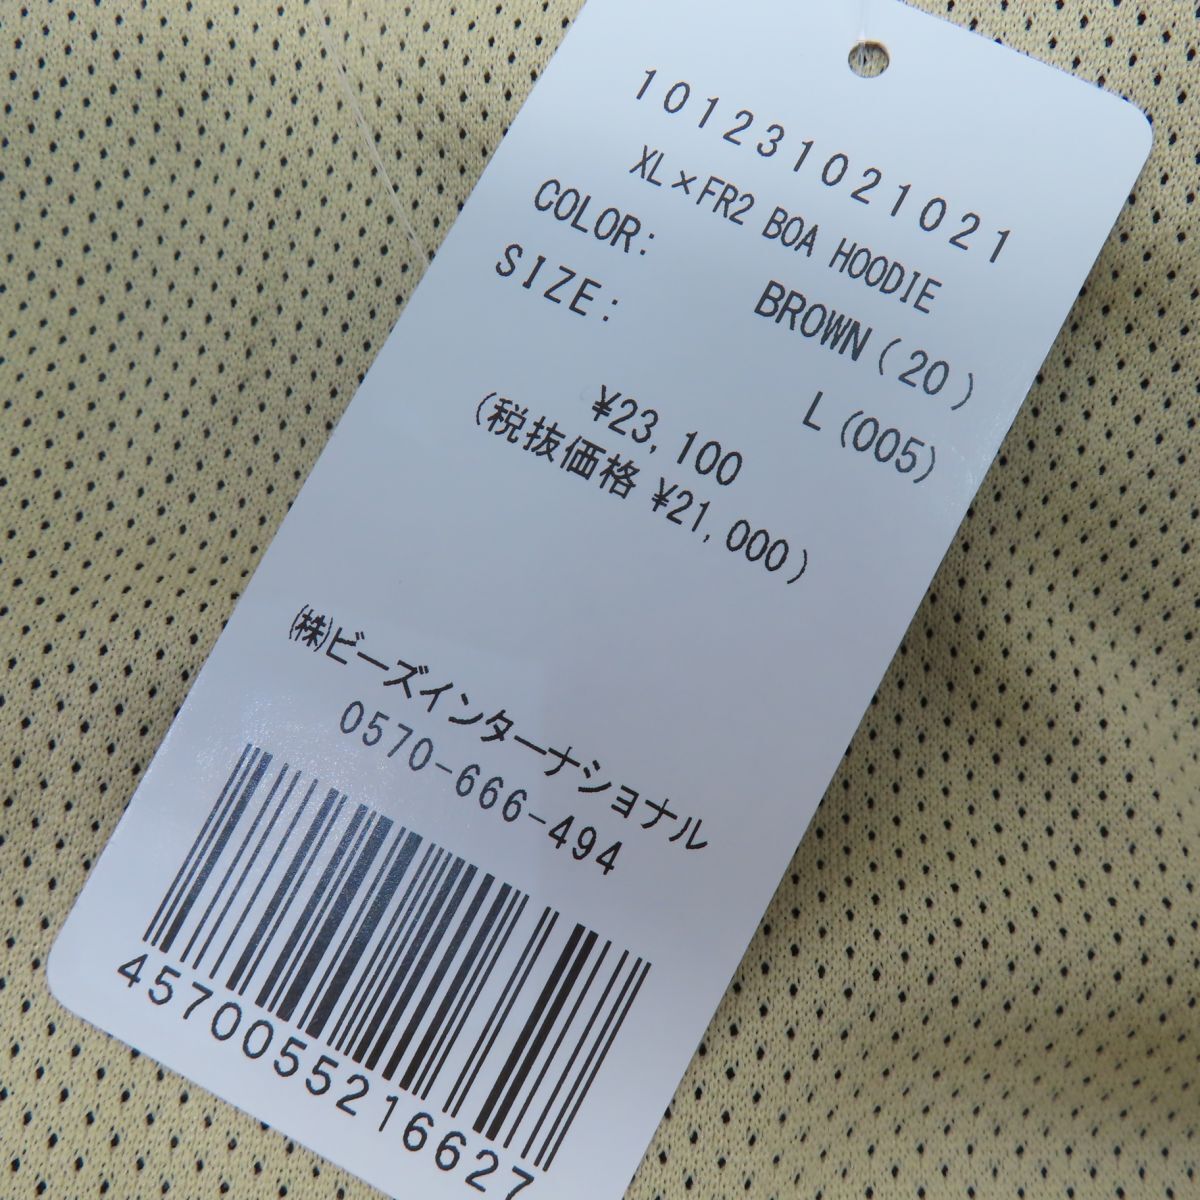 101231021021
XL×FR2 BOA HOODIE
COLOR: BROWN(20)
SIZE: L(005)
¥23,100
(税抜価格 ¥21,000)
㈱ビーズインターナショナル
0570-666-494
4570055216627